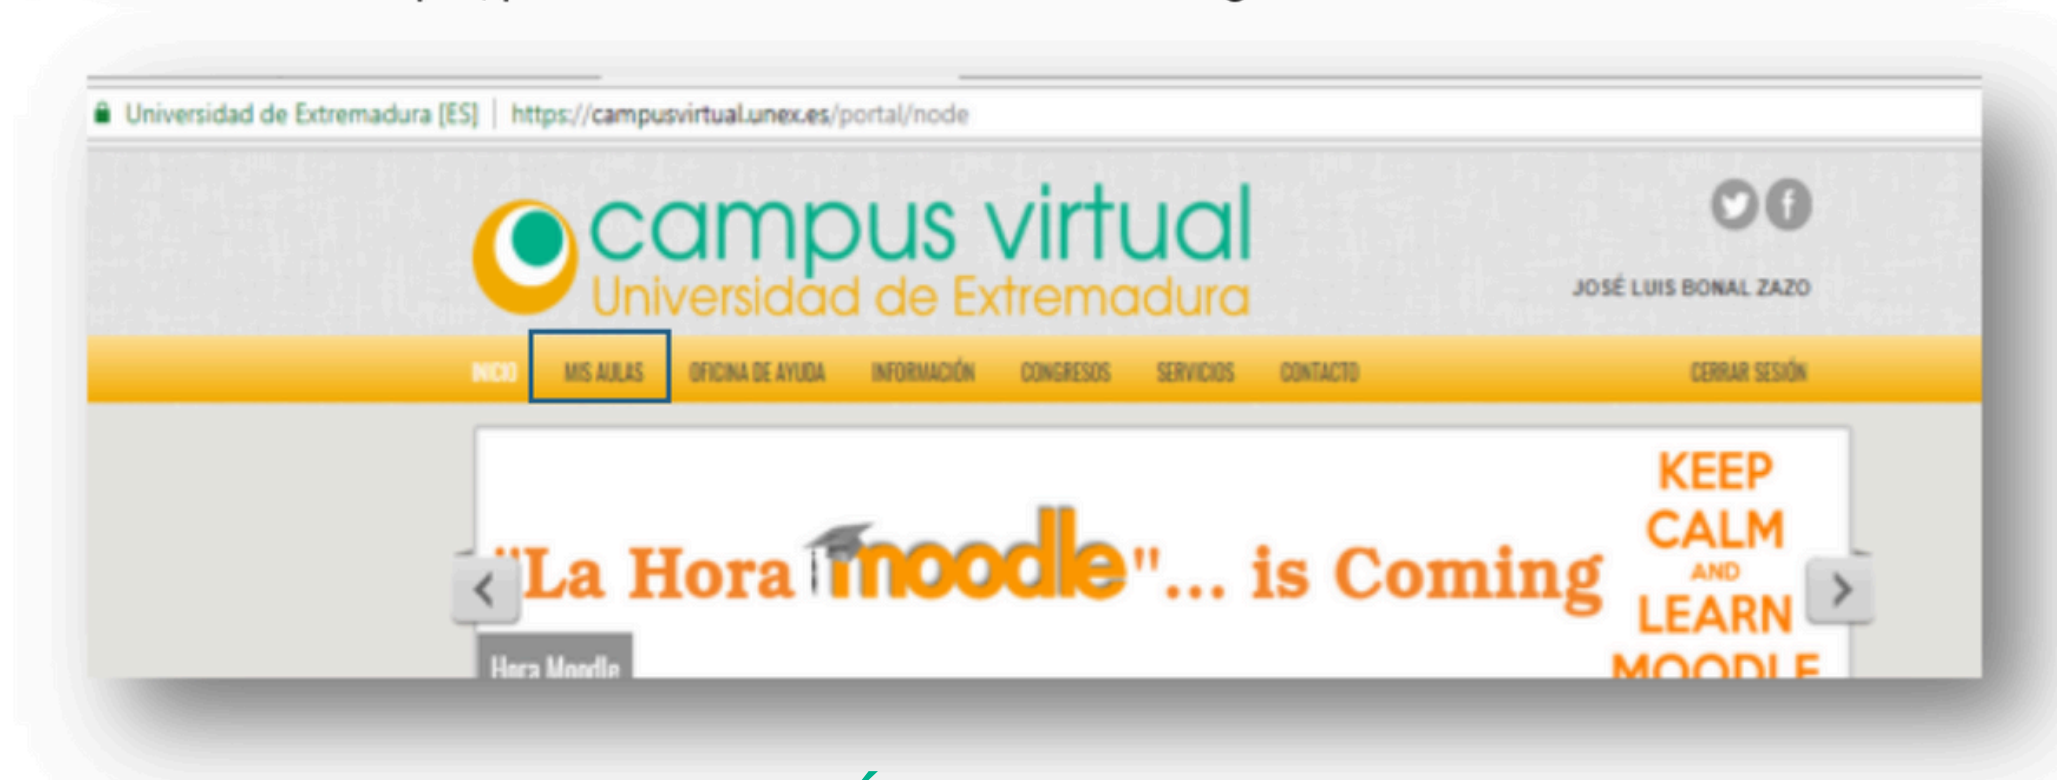 Universidad de Extremadura [ES] | https://campusvirtual.unex.es/portal/node
campus virtual
Universidad de Extremadura
JOSÉ LUIS BONAL ZAZO
INICIO MIS AULAS OFICINA DE AYUDA INFORMACIÓN CONGRESOS SERVICIOS CONTACTO CERRAR SESIÓN
"La Hora moodle"... is Coming
KEEP
CALM
AND
LEARN
MOODLE
Hora Moodle